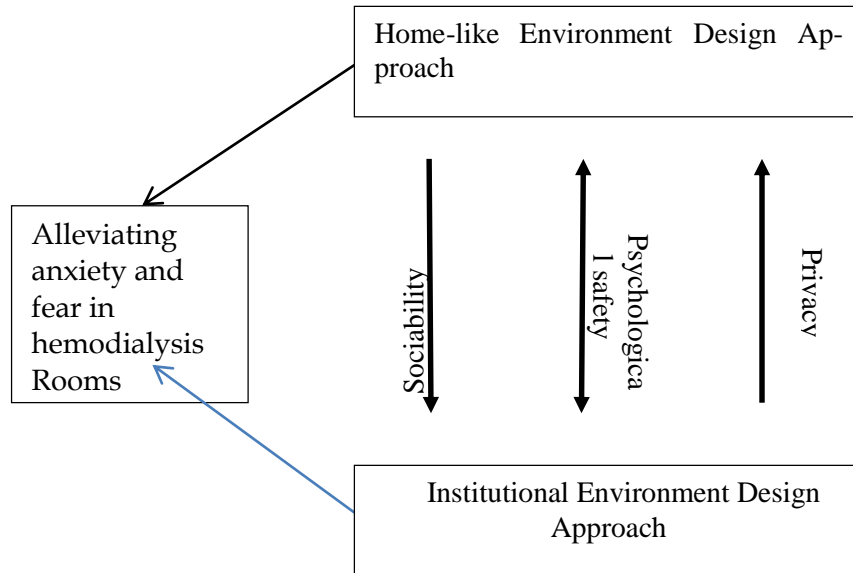 Home-like Environment Design Ap-
proach
Alleviating
anxiety and
fear in
hemodialysis
Rooms
Sociability
Psychologica
l safety
Privacy
Institutional Environment Design
Approach